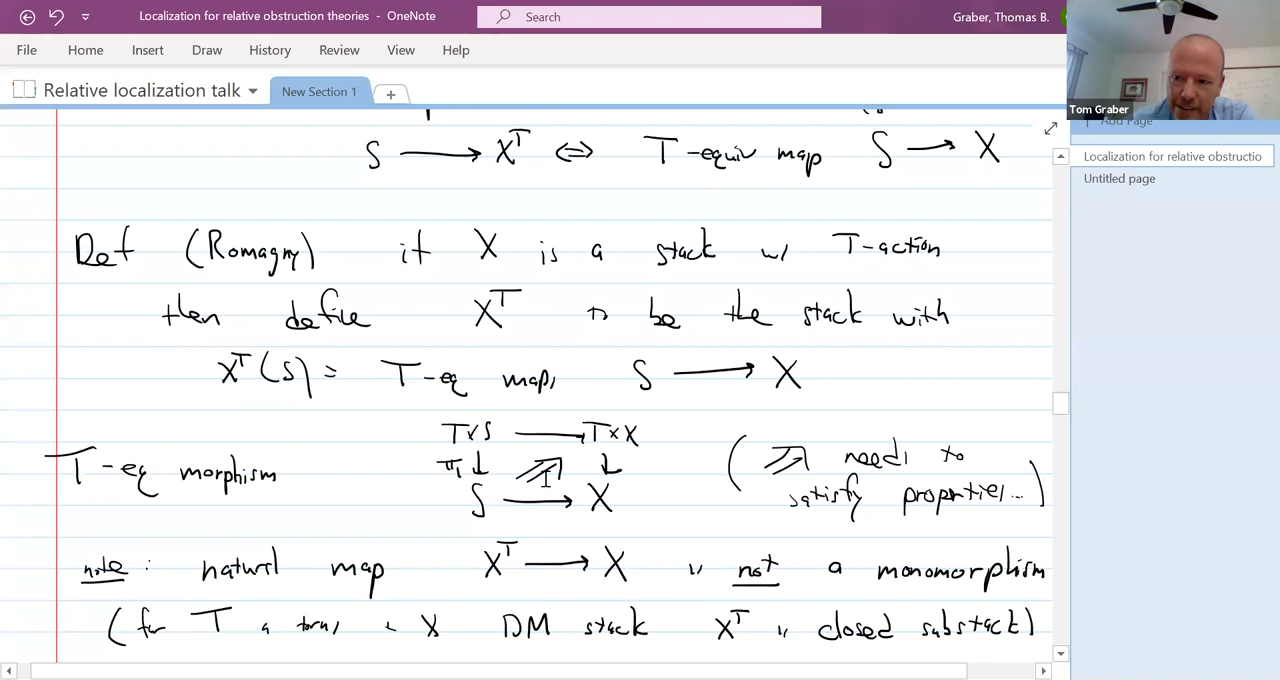 Localization for relative obstruction theories - OneNote
Search
Graber, Thomas B.
File Home Insert Draw History Review View Help
Relative localization talk
New Section 1
Tom Graber
Add Page
Localization for relative obstructio
Untitled page
S → X^T ⇔ T-equiv map S → X
Def (Romagny) if X is a stack w/ T-action
then define X^T to be the stack with
X^T(S) = T-eq maps S → X
T×S → T×X
T-eq morphism π ↓ ⇗ ↓ ( ⇗ needs to
S → X satisfy properties... )
note: natural map X^T → X is not a monomorphism
(for T a torus + X DM stack X^T is closed substack)